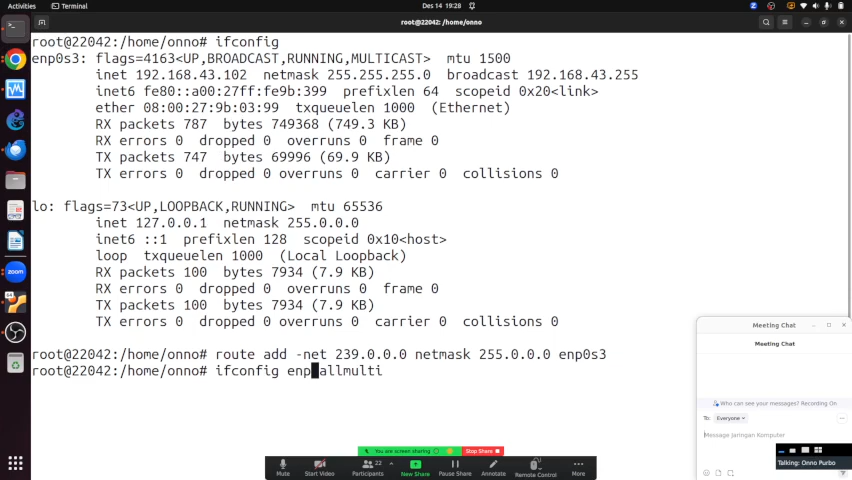 Activities
Terminal
Des 14 19:28
root@22042: /home/onno
root@22042:/home/onno# ifconfig
enp0s3: flags=4163<UP,BROADCAST,RUNNING,MULTICAST> mtu 1500
inet 192.168.43.102 netmask 255.255.255.0 broadcast 192.168.43.255
inet6 fe80::a00:27ff:fe9b:399 prefixlen 64 scopeid 0x20<link>
ether 08:00:27:9b:03:99 txqueuelen 1000 (Ethernet)
RX packets 787 bytes 749368 (749.3 KB)
RX errors 0 dropped 0 overruns 0 frame 0
TX packets 747 bytes 69996 (69.9 KB)
TX errors 0 dropped 0 overruns 0 carrier 0 collisions 0
lo: flags=73<UP,LOOPBACK,RUNNING> mtu 65536
inet 127.0.0.1 netmask 255.0.0.0
inet6 ::1 prefixlen 128 scopeid 0x10<host>
loop txqueuelen 1000 (Local Loopback)
RX packets 100 bytes 7934 (7.9 KB)
RX errors 0 dropped 0 overruns 0 frame 0
TX packets 100 bytes 7934 (7.9 KB)
TX errors 0 dropped 0 overruns 0 carrier 0 collisions 0
root@22042:/home/onno# route add -net 239.0.0.0 netmask 255.0.0.0 enp0s3
root@22042:/home/onno# ifconfig enp allmulti
Meeting Chat
Meeting Chat
Who can see your messages? Recording On
To: Everyone
Message Jaringan Komputer
Talking: Onno Purbo
You are screen sharing
Stop Share
Mute
Start Video
Participants
22
New Share
Pause Share
Annotate
Remote Control
More
zoom